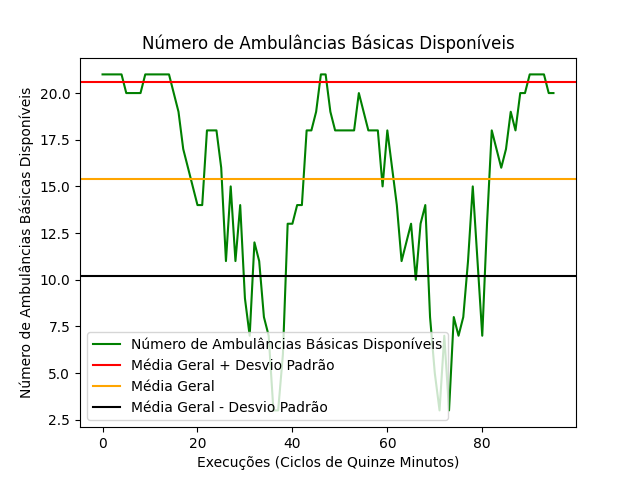 Número de Ambulâncias Básicas Disponíveis
Número de Ambulâncias Básicas Disponíveis
20.0
17.5
15.0
12.5
10.0
7.5
5.0
2.5
Número de Ambulâncias Básicas Disponíveis
Média Geral + Desvio Padrão
Média Geral
Média Geral - Desvio Padrão
0 20 40 60 80
Execuções (Ciclos de Quinze Minutos)